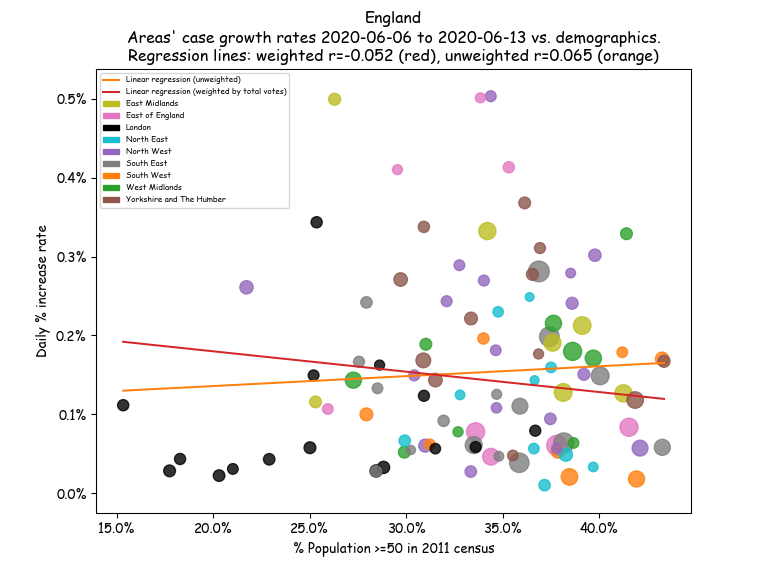 England
Areas' case growth rates 2020-06-06 to 2020-06-13 vs. demographics.
Regression lines: weighted r=-0.052 (red), unweighted r=0.065 (orange)
Linear regression (unweighted)
Linear regression (weighted by total votes)
East Midlands
East of England
London
North East
North West
South East
South West
West Midlands
Yorkshire and The Humber
Daily % increase rate
0.5%
0.4%
0.3%
0.2%
0.1%
0.0%
15.0% 20.0% 25.0% 30.0% 35.0% 40.0%
% Population >=50 in 2011 census